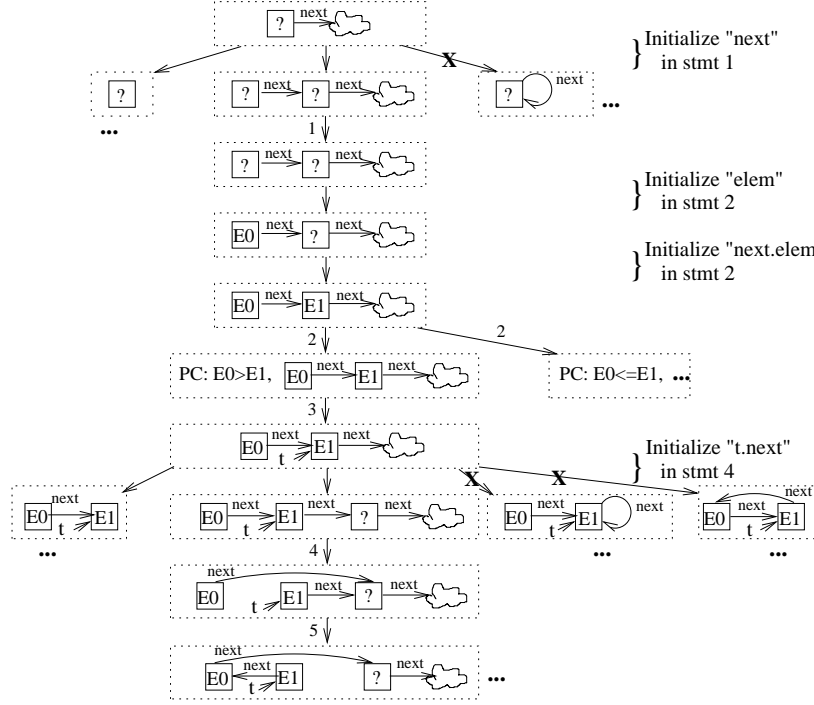 ? next
Initialize "next"
in stmt 1
X
?
? next ? next
? next
...
...
1
? next ? next
Initialize "elem"
in stmt 2
E0 next ? next
Initialize "next.elem
in stmt 2
E0 next E1 next
2
2
PC: E0>E1, E0 next E1 next
PC: E0<=E1, ...
3
E0 next E1 next
t
Initialize "t.next"
in stmt 4
X
X
E0 next E1
t
E0 next E1 next ? next
t
E0 next E1 next
t
next
E0 next E1
t
...
...
...
4
next
E0 E1 next ? next
t
5
next
E0 next E1 ? next
t
...